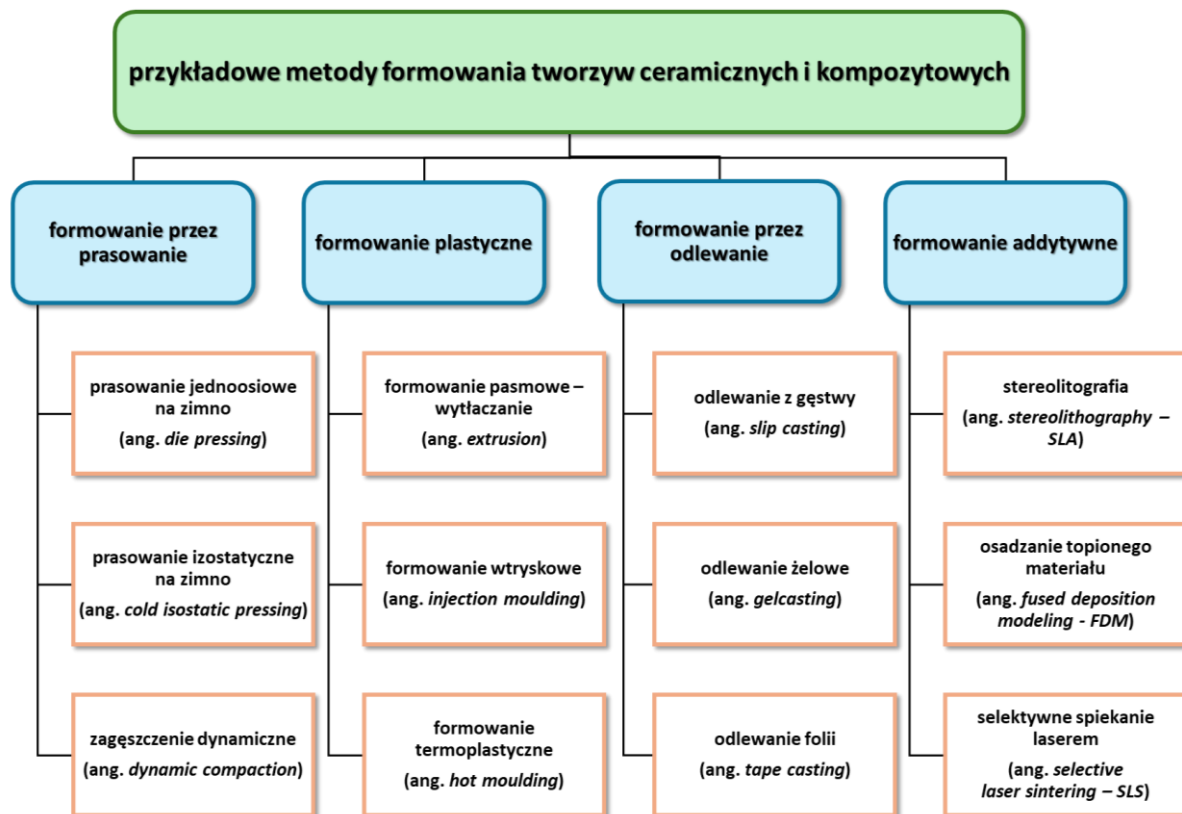 przykładowe metody formowania tworzyw ceramicznych i kompozytowych
formowanie przez
prasowanie
formowanie plastyczne
formowanie przez
odlewanie
formowanie addytywne
prasowanie jednoosiowe
na zimno
(ang. die pressing)
prasowanie izostatyczne
na zimno
(ang. cold isostatic pressing)
zagęszczenie dynamiczne
(ang. dynamic compaction)
formowanie pasmowe –
wytłaczanie
(ang. extrusion)
formowanie wtryskowe
(ang. injection moulding)
formowanie
termoplastyczne
(ang. hot moulding)
odlewanie z gęstwy
(ang. slip casting)
odlewanie żelowe
(ang. gelcasting)
odlewanie folii
(ang. tape casting)
stereolitografia
(ang. stereolithography –
SLA)
osadzanie topionego
materiału
(ang. fused deposition
modeling - FDM)
selektywne spiekanie
laserem
(ang. selective
laser sintering – SLS)